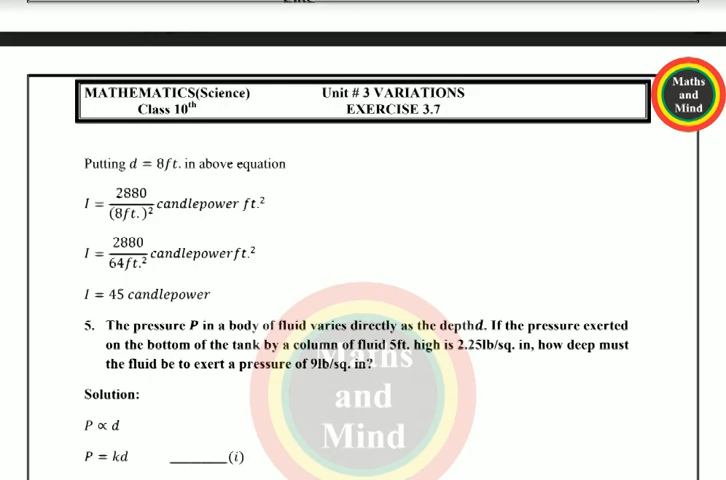 MATHEMATICS(Science) Unit # 3 VARIATIONS
Class 10th EXERCISE 3.7
Maths
and
Mind
Putting d = 8ft. in above equation
I = 2880/(8ft.)² candlepower ft.²
I = 2880/64ft.² candlepowerft.²
I = 45 candlepower
5. The pressure P in a body of fluid varies directly as the depthd. If the pressure exerted
on the bottom of the tank by a column of fluid 5ft. high is 2.25lb/sq. in, how deep must
the fluid be to exert a pressure of 9lb/sq. in?
Solution:
P ∝ d
P = kd ________(i)
Maths
and
Mind